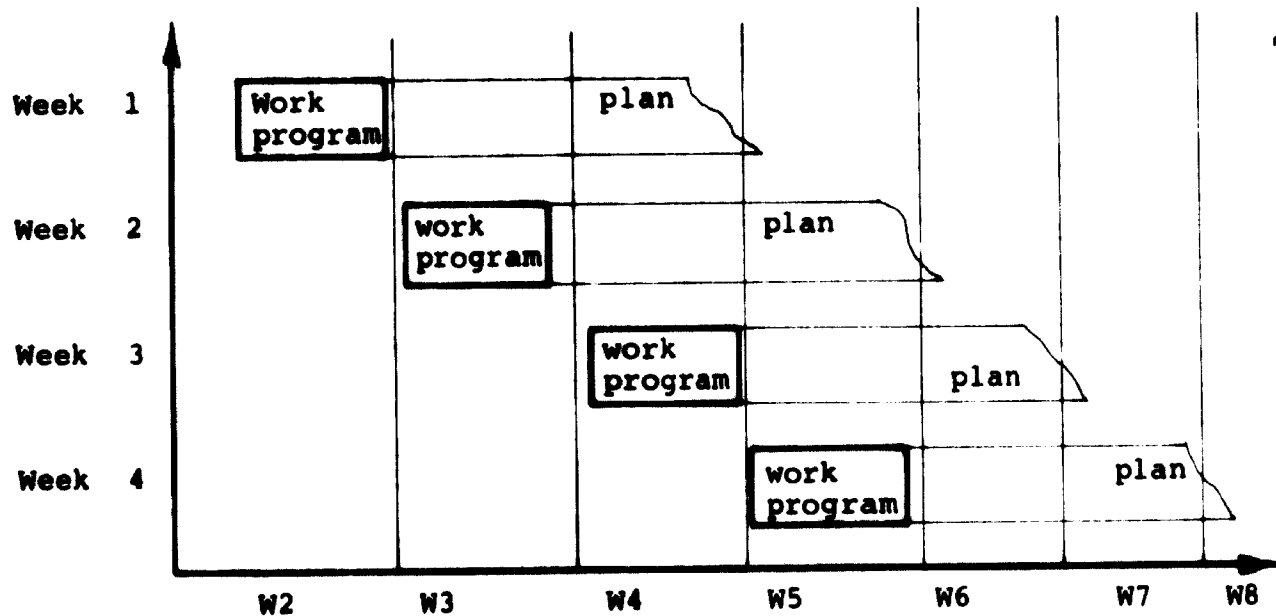 Week 1
Work
program
plan
Week 2
work
program
plan
Week 3
work
program
plan
Week 4
work
program
plan
W2 W3 W4 W5 W6 W7 W8